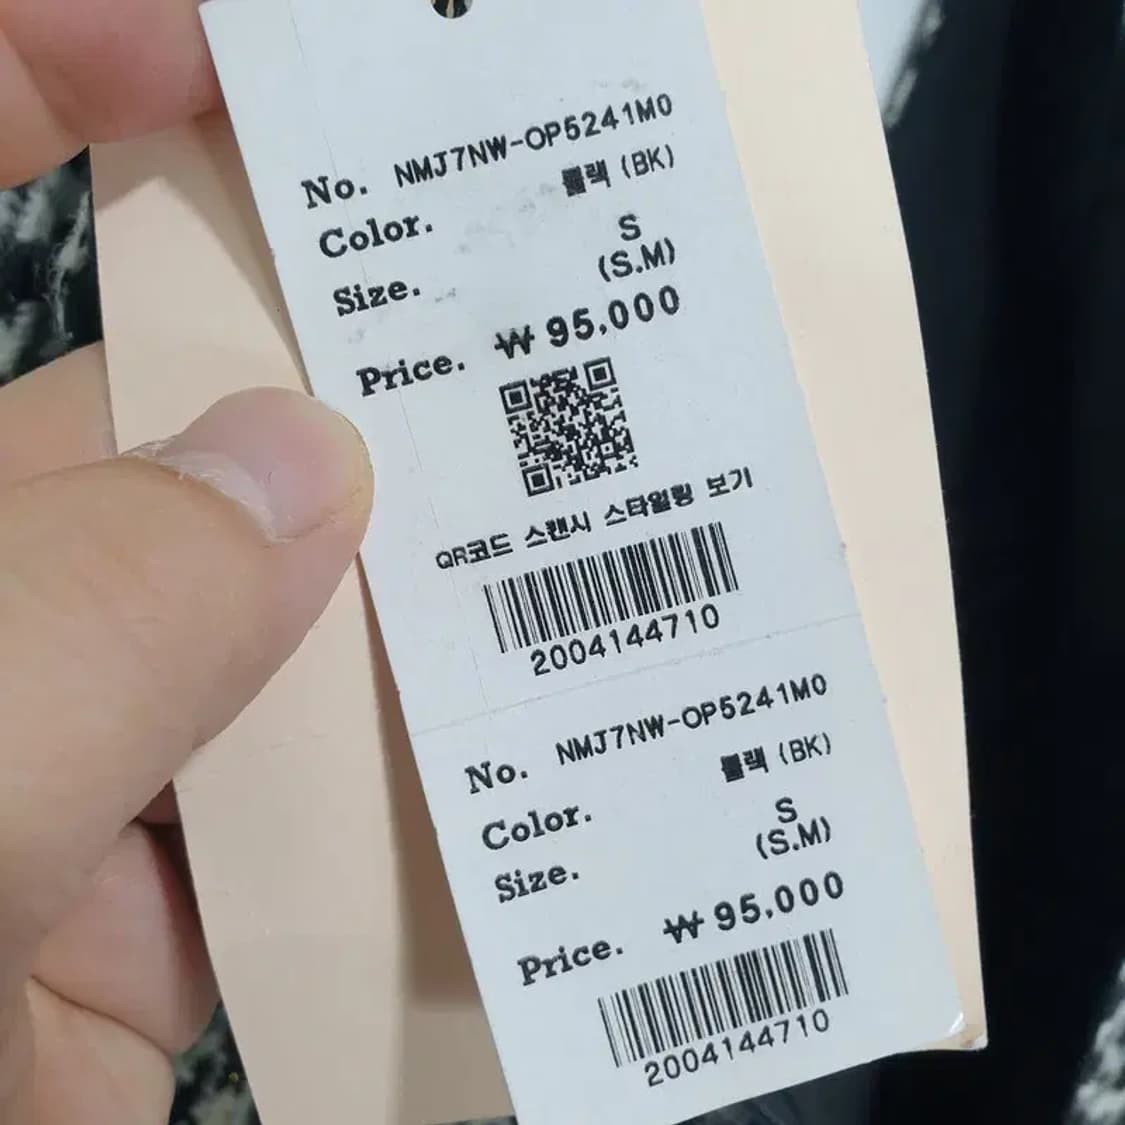 No. NMJ7NW-OP5241M0
Color. 블랙 (BK)
Size. S
(S.M)
Price. ₩ 95,000
QR코드 스캔시 스타일링 보기
2004144710
No. NMJ7NW-OP5241M0
Color. 블랙 (BK)
Size. S
(S.M)
Price. ₩ 95,000
2004144710